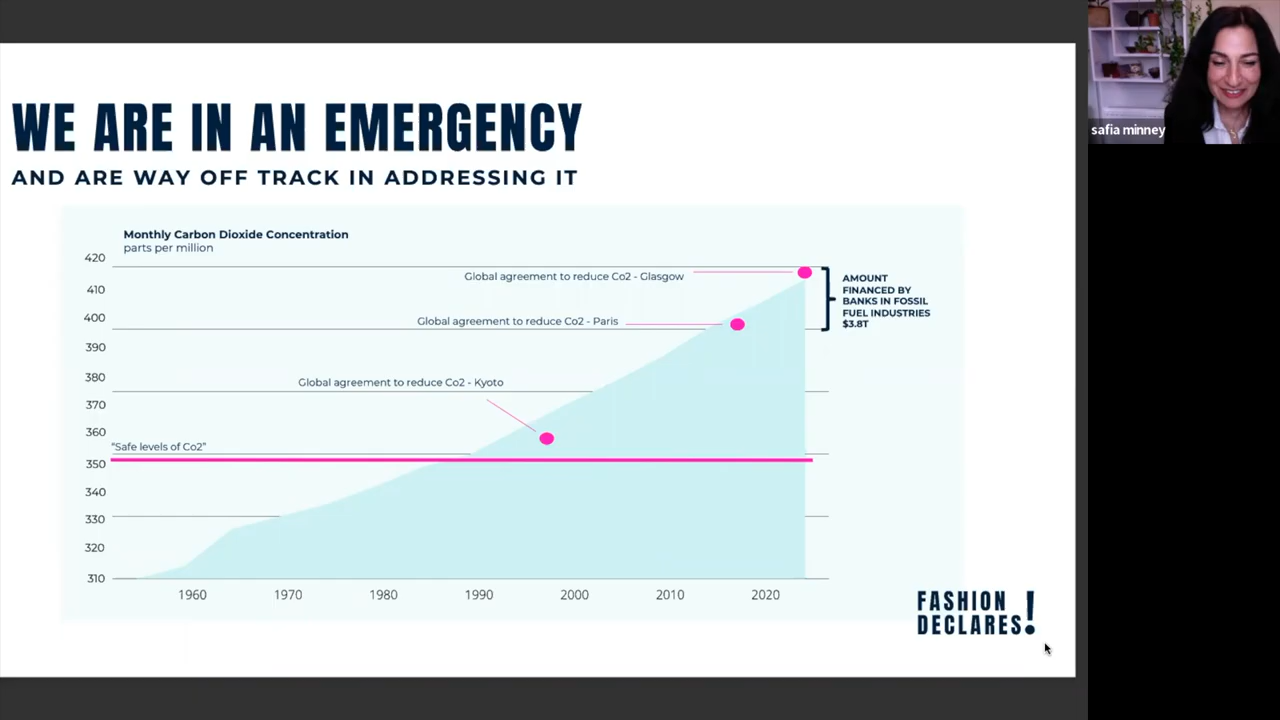 WE ARE IN AN EMERGENCY
AND ARE WAY OFF TRACK IN ADDRESSING IT
Monthly Carbon Dioxide Concentration
parts per million
420
410
400
390
380
370
360
350
340
330
320
310
Global agreement to reduce Co2 - Glasgow
Global agreement to reduce Co2 - Paris
Global agreement to reduce Co2 - Kyoto
"Safe levels of Co2"
AMOUNT
FINANCED BY
BANKS IN FOSSIL
FUEL INDUSTRIES
$3.8T
1960 1970 1980 1990 2000 2010 2020
FASHION
DECLARES!
safia minney